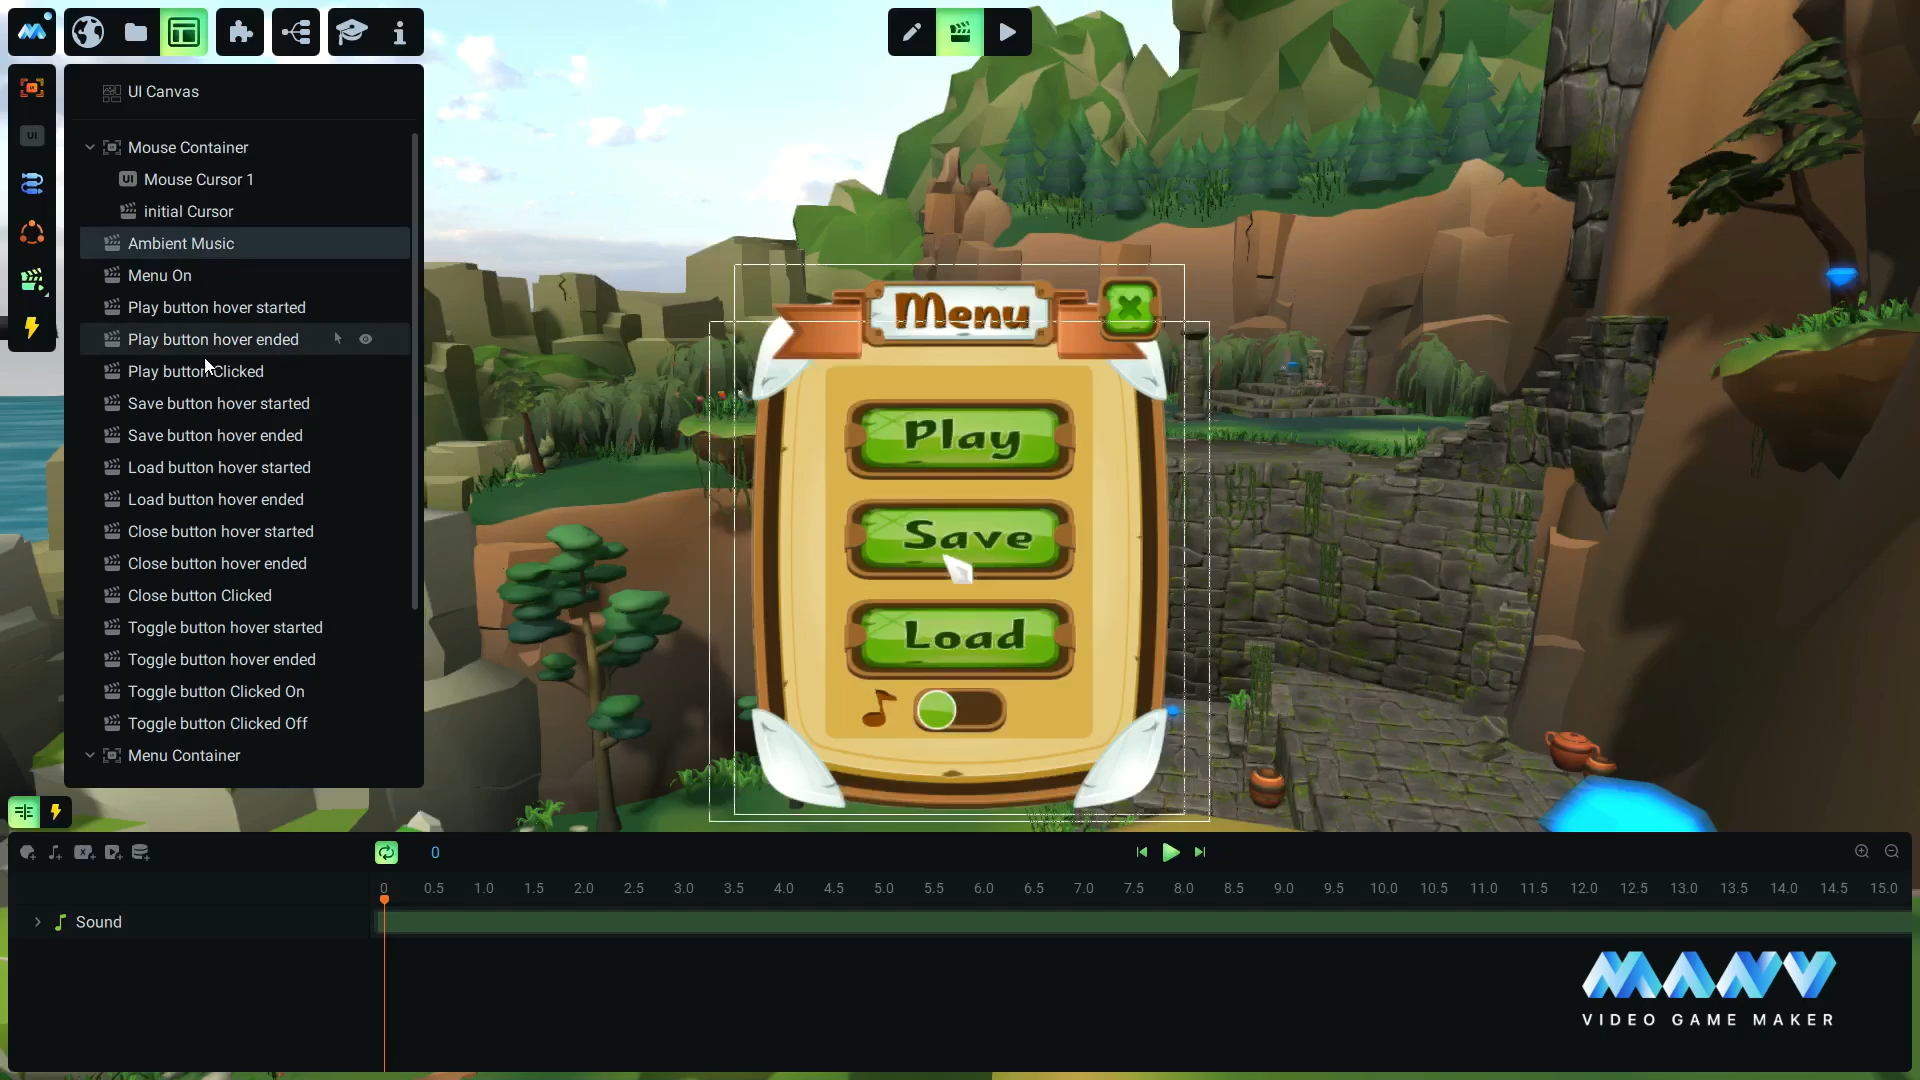 UI Canvas
Mouse Container
UI
UI Mouse Cursor 1
initial Cursor
Ambient Music
Menu On
Play button hover started
Play button hover ended
Play button Clicked
Save button hover started
Save button hover ended
Load button hover started
Load button hover ended
Close button hover started
Close button hover ended
Close button Clicked
Toggle button hover started
Toggle button hover ended
Toggle button Clicked On
Toggle button Clicked Off
Menu Container
Menu
Play
Save
Load
0
0 0.5 1.0 1.5 2.0 2.5 3.0 3.5 4.0 4.5 5.0 5.5 6.0 6.5 7.0 7.5 8.0 8.5 9.0 9.5 10.0 10.5 11.0 11.5 12.0 12.5 13.0 13.5 14.0 14.5 15.0
Sound
MANU
VIDEO GAME MAKER